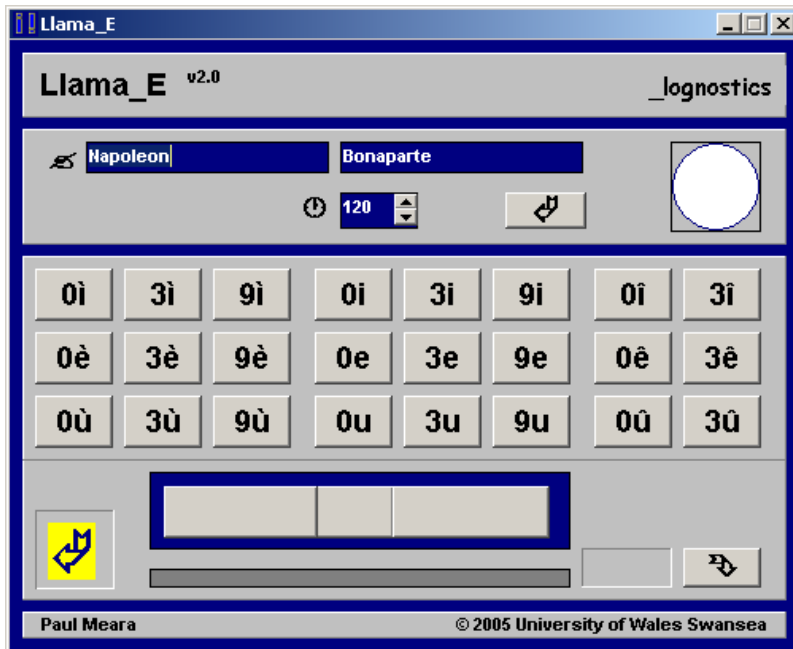 Llama_E
Llama_E v2.0
_lognostics
Napoleon Bonaparte
120
0ì 3ì 9ì 0i 3i 9i 0î 3î
0è 3è 9è 0e 3e 9e 0ê 3ê
0ù 3ù 9ù 0u 3u 9u 0û 3û
Paul Meara © 2005 University of Wales Swansea